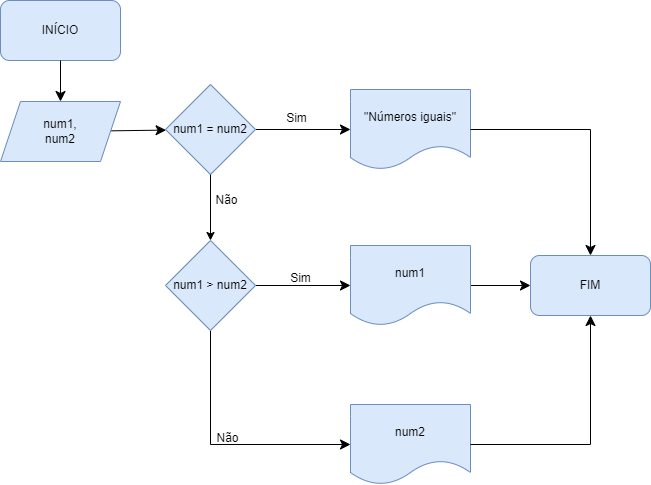 INÍCIO
num1,
num2
num1 = num2
Sim
"Números iguais"
Não
num1 > num2
Sim
num1
FIM
Não
num2